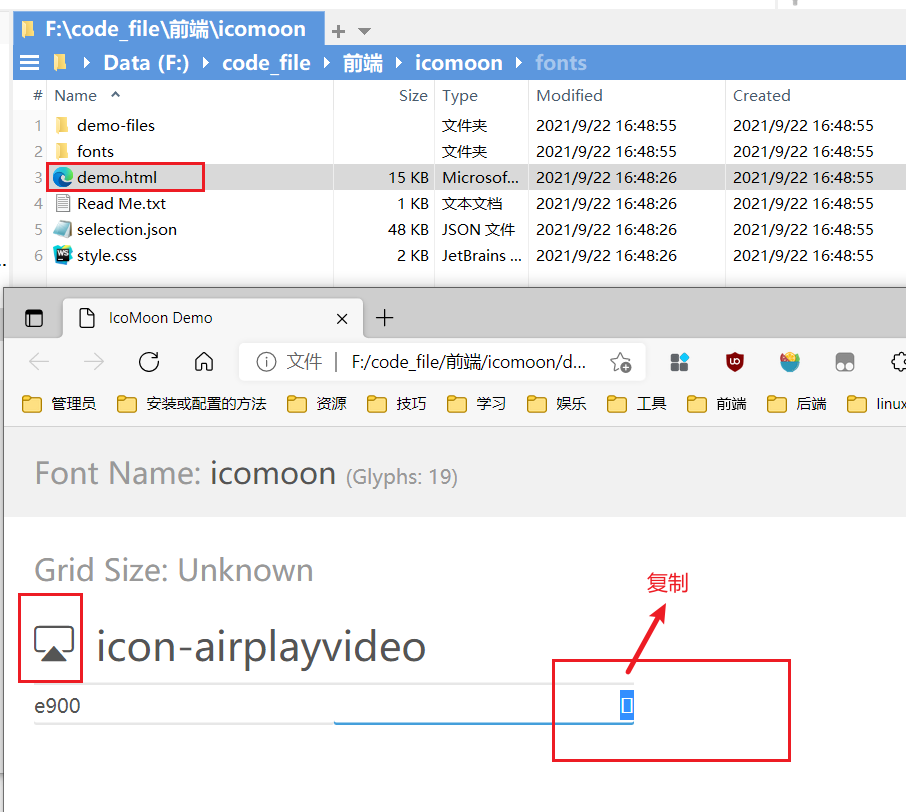 F:\code_file\前端\icomoon
Data (F:) code_file 前端 icomoon fonts
# Name Size Type Modified Created
1 demo-files 文件夹 2021/9/22 16:48:55 2021/9/22 16:48:55
2 fonts 文件夹 2021/9/22 16:48:55 2021/9/22 16:48:55
3 demo.html 15 KB Microsof... 2021/9/22 16:48:26 2021/9/22 16:48:55
4 Read Me.txt 1 KB 文本文档 2021/9/22 16:48:26 2021/9/22 16:48:55
5 selection.json 48 KB JSON 文件 2021/9/22 16:48:26 2021/9/22 16:48:55
6 style.css 2 KB JetBrains ... 2021/9/22 16:48:26 2021/9/22 16:48:55
IcoMoon Demo
文件 F:/code_file/前端/icomoon/d...
管理员 安装或配置的方法 资源 技巧 学习 娱乐 工具 前端 后端 linux
Font Name: icomoon (Glyphs: 19)
Grid Size: Unknown
复制
icon-airplayvideo
e900